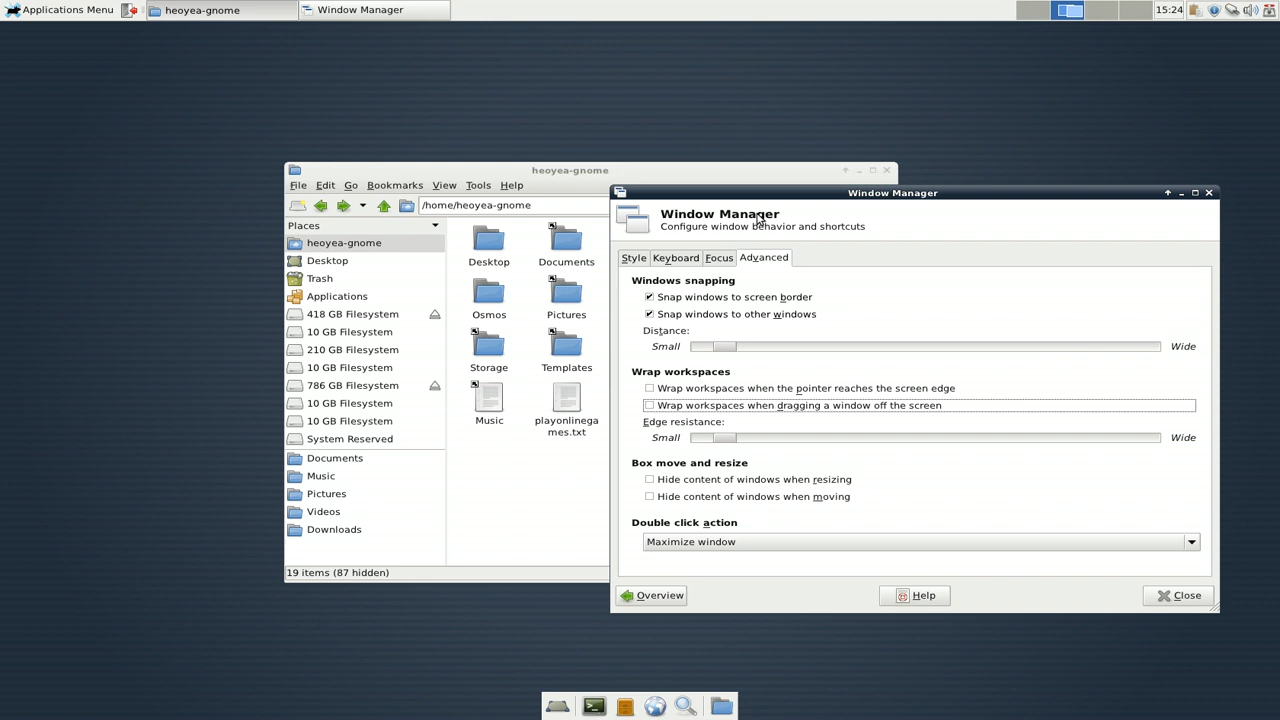 Applications Menu
heoyea-gnome
Window Manager
15:24
heoyea-gnome
File Edit Go Bookmarks View Tools Help
/home/heoyea-gnome
Places
heoyea-gnome
Desktop
Trash
Applications
418 GB Filesystem
10 GB Filesystem
210 GB Filesystem
10 GB Filesystem
786 GB Filesystem
10 GB Filesystem
10 GB Filesystem
System Reserved
Documents
Music
Pictures
Videos
Downloads
Desktop
Documents
Osmos
Pictures
Storage
Templates
Music
playonlinega
mes.txt
19 items (87 hidden)
Window Manager
Window Manager
Configure window behavior and shortcuts
Style Keyboard Focus Advanced
Windows snapping
Snap windows to screen border
Snap windows to other windows
Distance:
Small Wide
Wrap workspaces
Wrap workspaces when the pointer reaches the screen edge
Wrap workspaces when dragging a window off the screen
Edge resistance:
Small Wide
Box move and resize
Hide content of windows when resizing
Hide content of windows when moving
Double click action
Maximize window
Overview Help Close